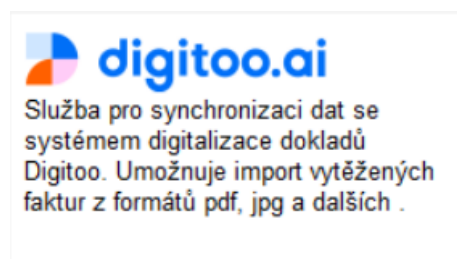 digitoo.ai
Služba pro synchronizaci dat se
systémem digitalizace dokladů
Digitoo. Umožnuje import vytěžených
faktur z formátů pdf, jpg a dalších .